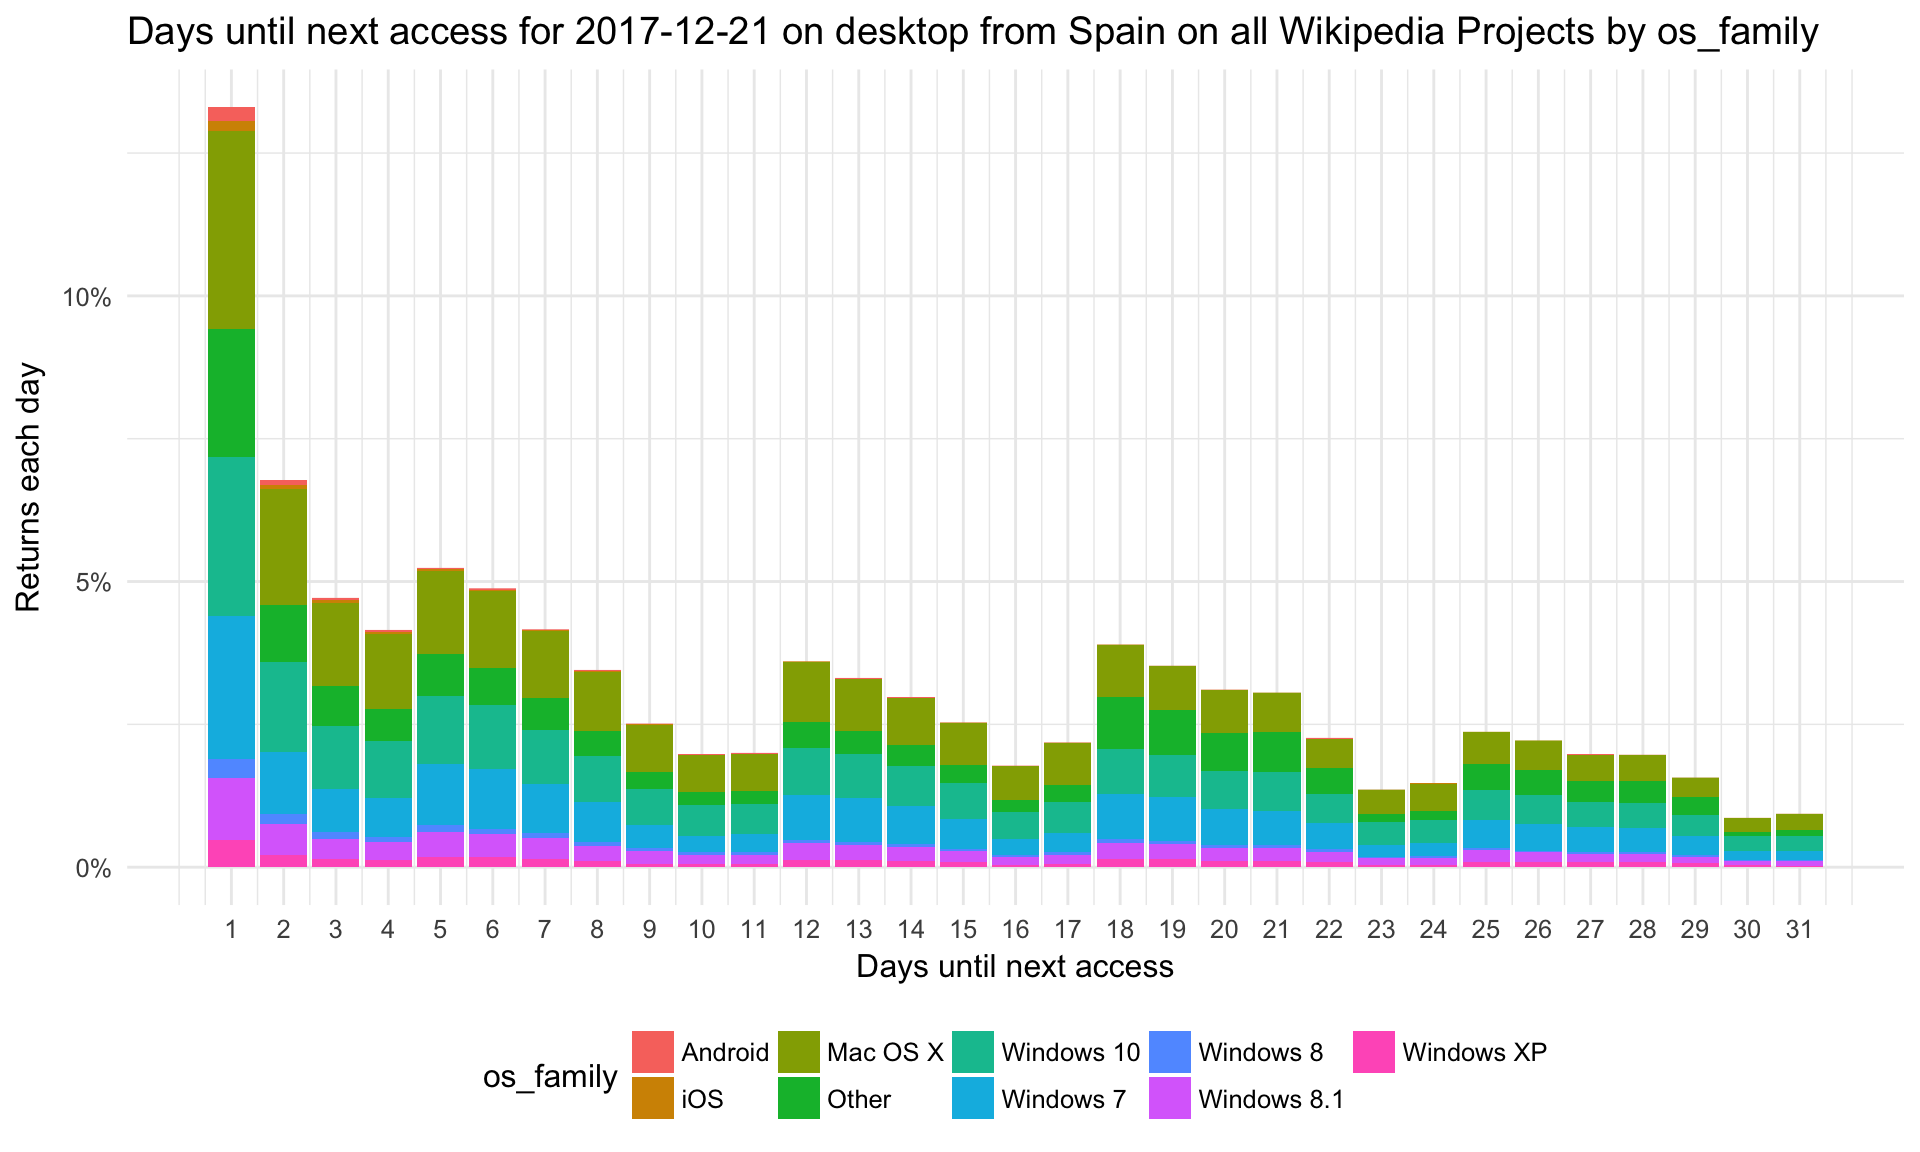 Days until next access for 2017-12-21 on desktop from Spain on all Wikipedia Projects by os_family
Returns each day
10%
5%
0%
1 2 3 4 5 6 7 8 9 10 11 12 13 14 15 16 17 18 19 20 21 22 23 24 25 26 27 28 29 30 31
Days until next access
os_family
Android Mac OS X Windows 10 Windows 8 Windows XP
iOS Other Windows 7 Windows 8.1